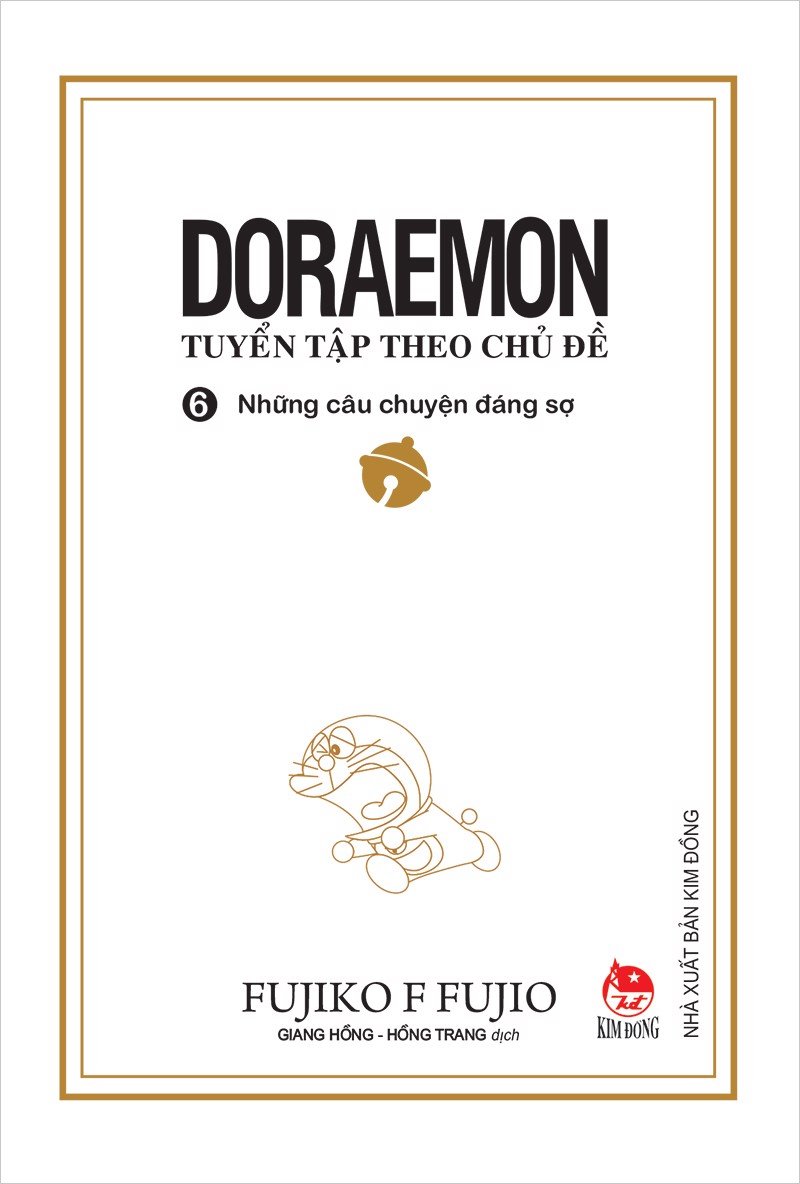 DORAEMON
TUYỂN TẬP THEO CHỦ ĐỀ
6 Những câu chuyện đáng sợ
FUJIKO F FUJIO
GIANG HỒNG - HỒNG TRANG dịch
Két
KIM ĐỒNG
NHÀ XUẤT BẢN KIM ĐỒNG